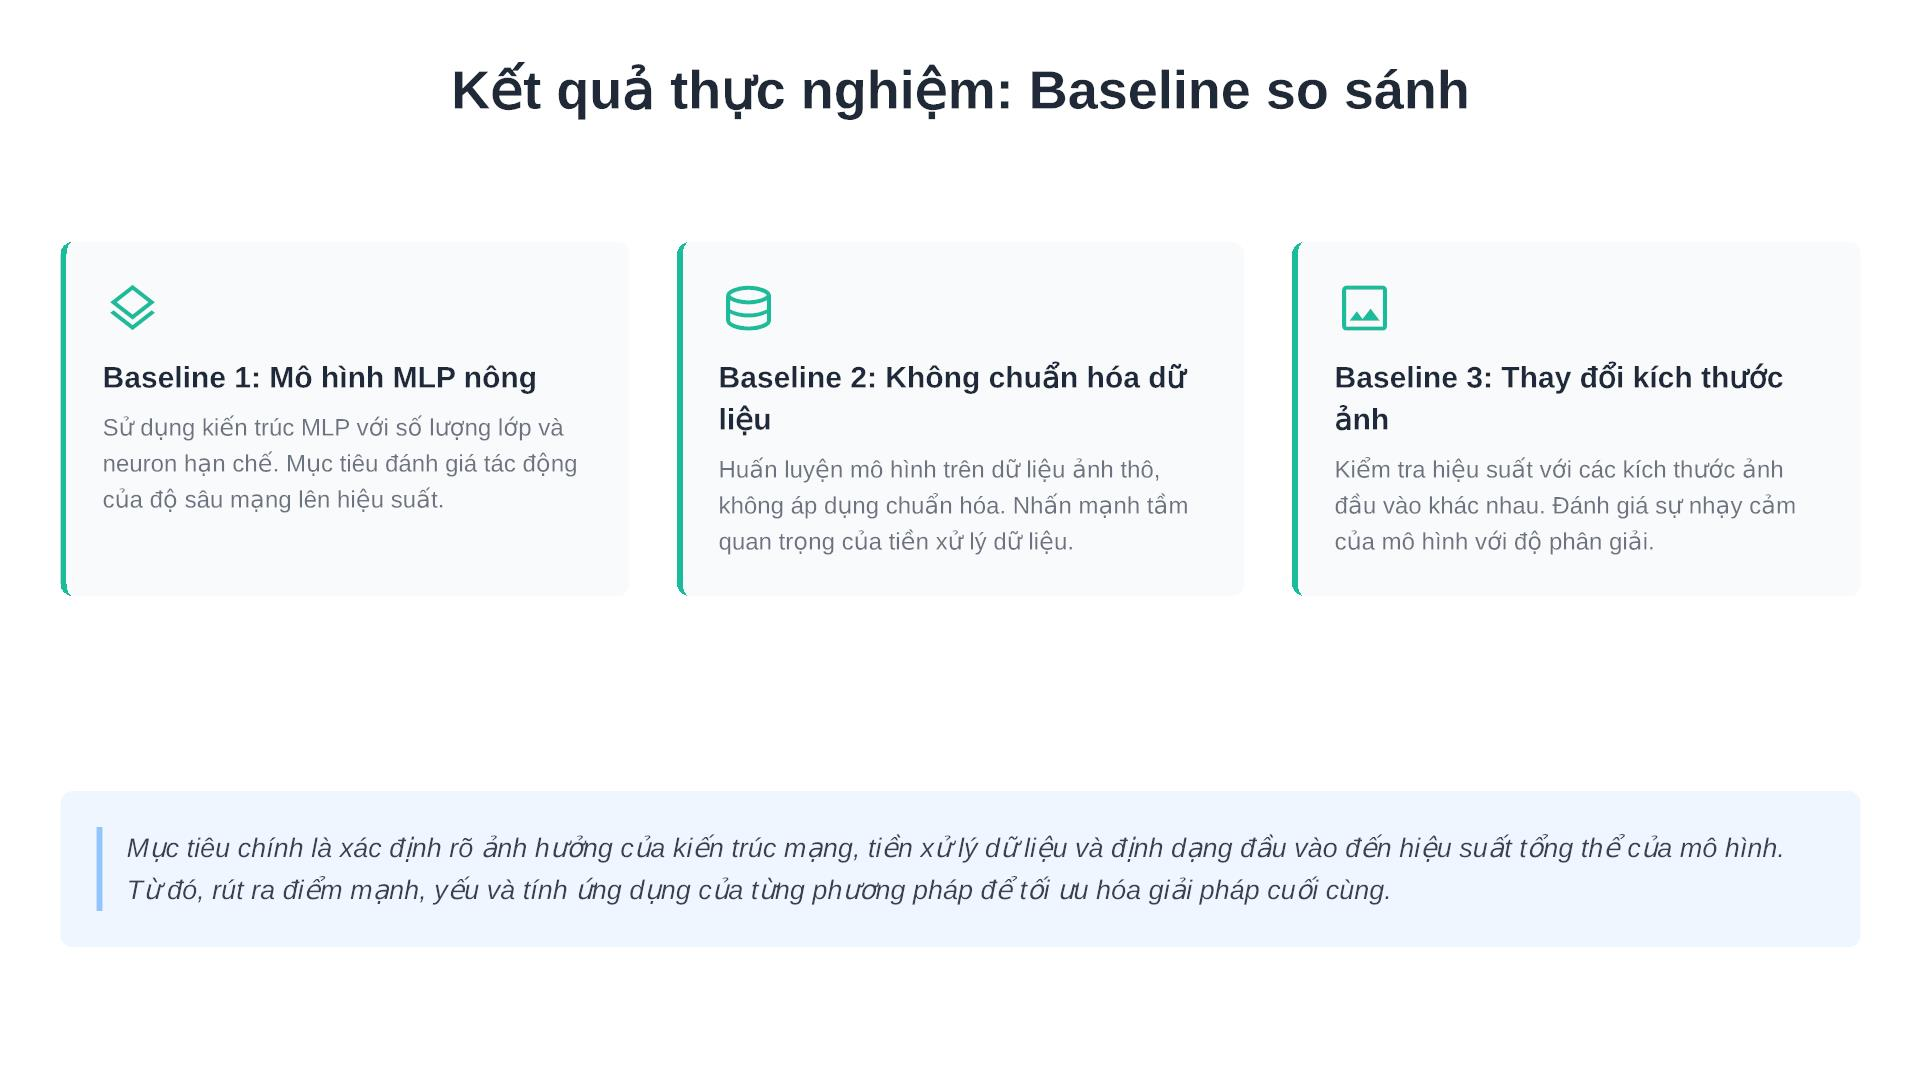 Kết quả thực nghiệm: Baseline so sánh
Baseline 1: Mô hình MLP nông
Sử dụng kiến trúc MLP với số lượng lớp và
neuron hạn chế. Mục tiêu đánh giá tác động
của độ sâu mạng lên hiệu suất.
Baseline 2: Không chuẩn hóa dữ
liệu
Huấn luyện mô hình trên dữ liệu ảnh thô,
không áp dụng chuẩn hóa. Nhấn mạnh tầm
quan trọng của tiền xử lý dữ liệu.
Baseline 3: Thay đổi kích thước
ảnh
Kiểm tra hiệu suất với các kích thước ảnh
đầu vào khác nhau. Đánh giá sự nhạy cảm
của mô hình với độ phân giải.
Mục tiêu chính là xác định rõ ảnh hưởng của kiến trúc mạng, tiền xử lý dữ liệu và định dạng đầu vào đến hiệu suất tổng thể của mô hình.
Từ đó, rút ra điểm mạnh, yếu và tính ứng dụng của từng phương pháp để tối ưu hóa giải pháp cuối cùng.